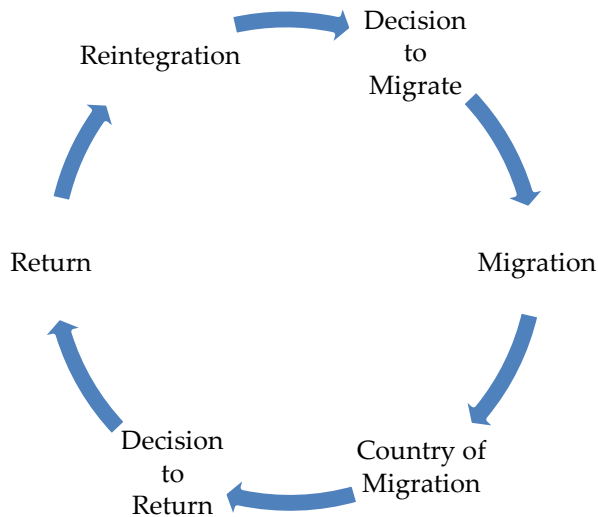 Decision
to
Migrate
Migration
Country of
Migration
Decision
to
Return
Return
Reintegration